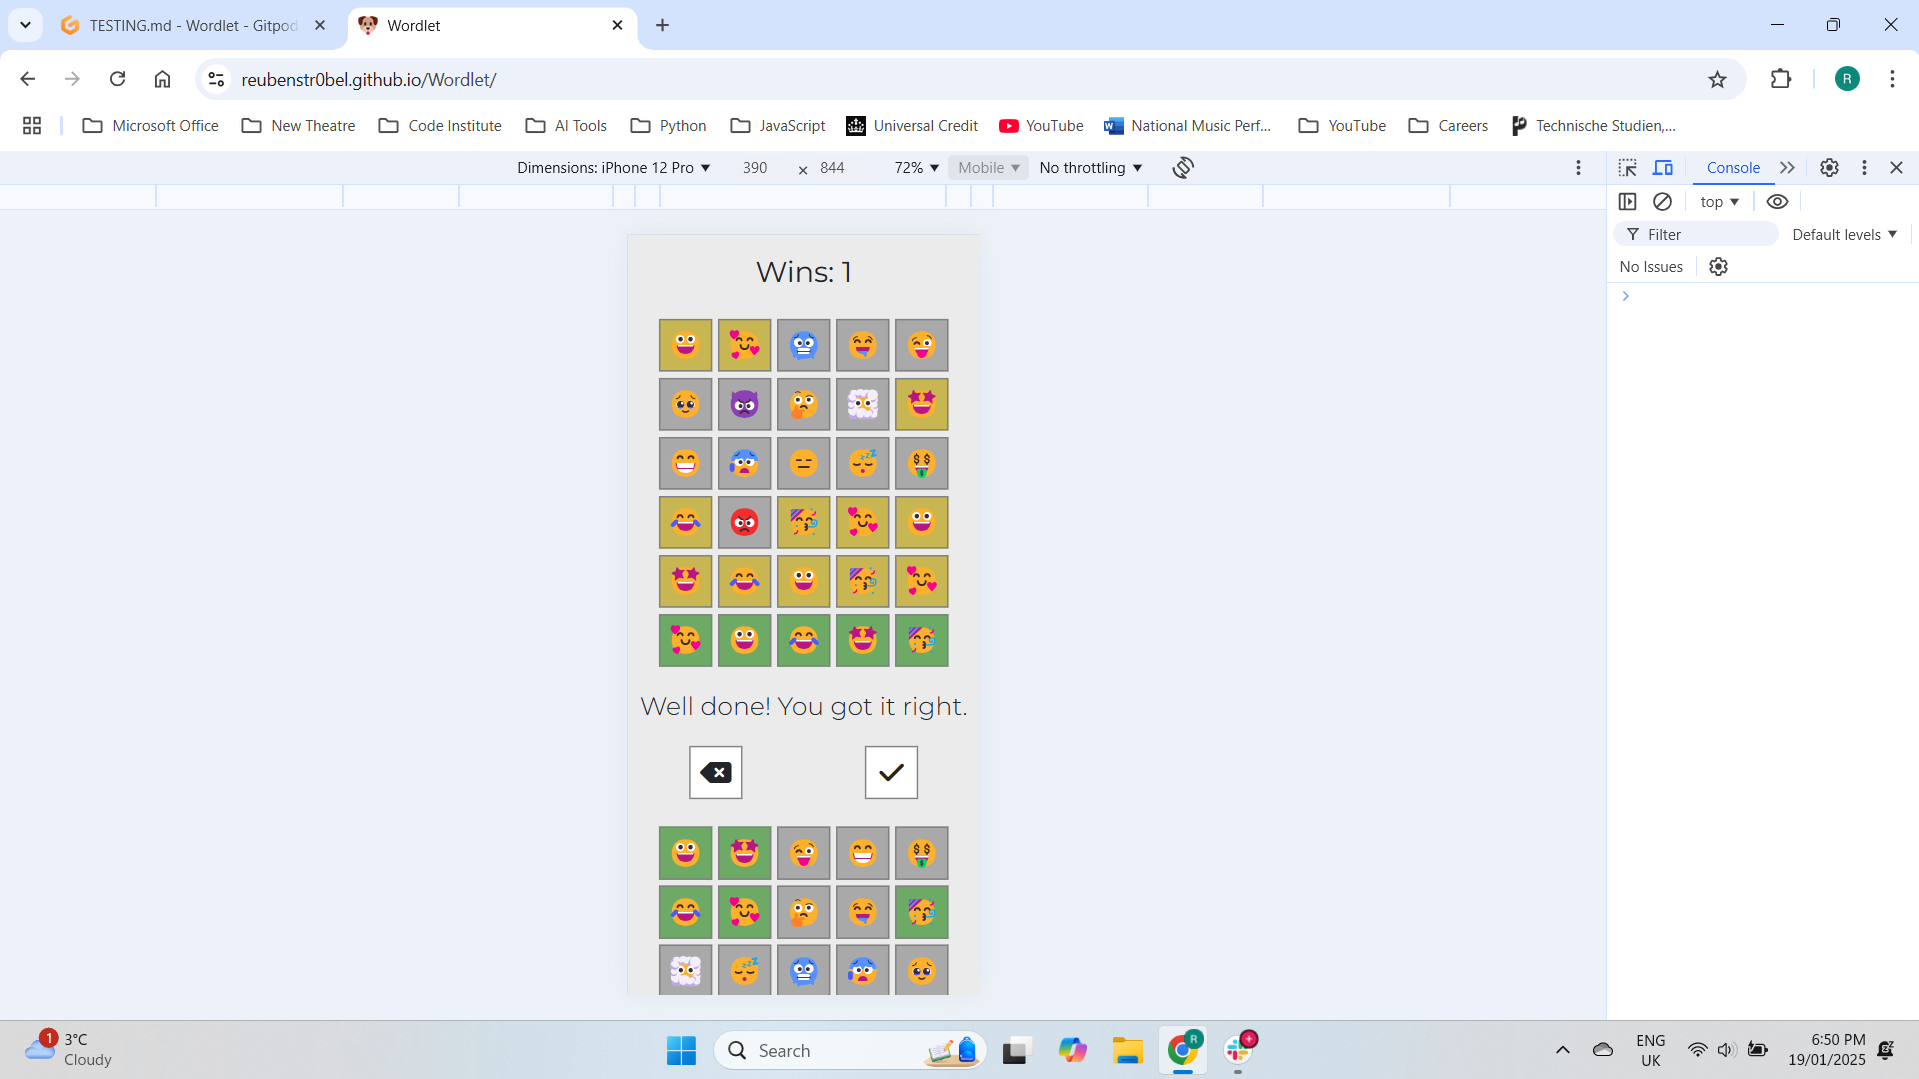 TESTING.md - Wordlet - Gitpod
Wordlet
reubenstr0bel.github.io/Wordlet/
R
Microsoft Office
New Theatre
Code Institute
AI Tools
Python
JavaScript
Universal Credit
YouTube
National Music Perf...
YouTube
Careers
Technische Studien,...
Dimensions: iPhone 12 Pro
390 × 844
72%
Mobile
No throttling
Console
top
Filter
Default levels
No Issues
Wins: 1
Well done! You got it right.
1
3°C
Cloudy
Search
R
ENG
UK
6:50 PM
19/01/2025